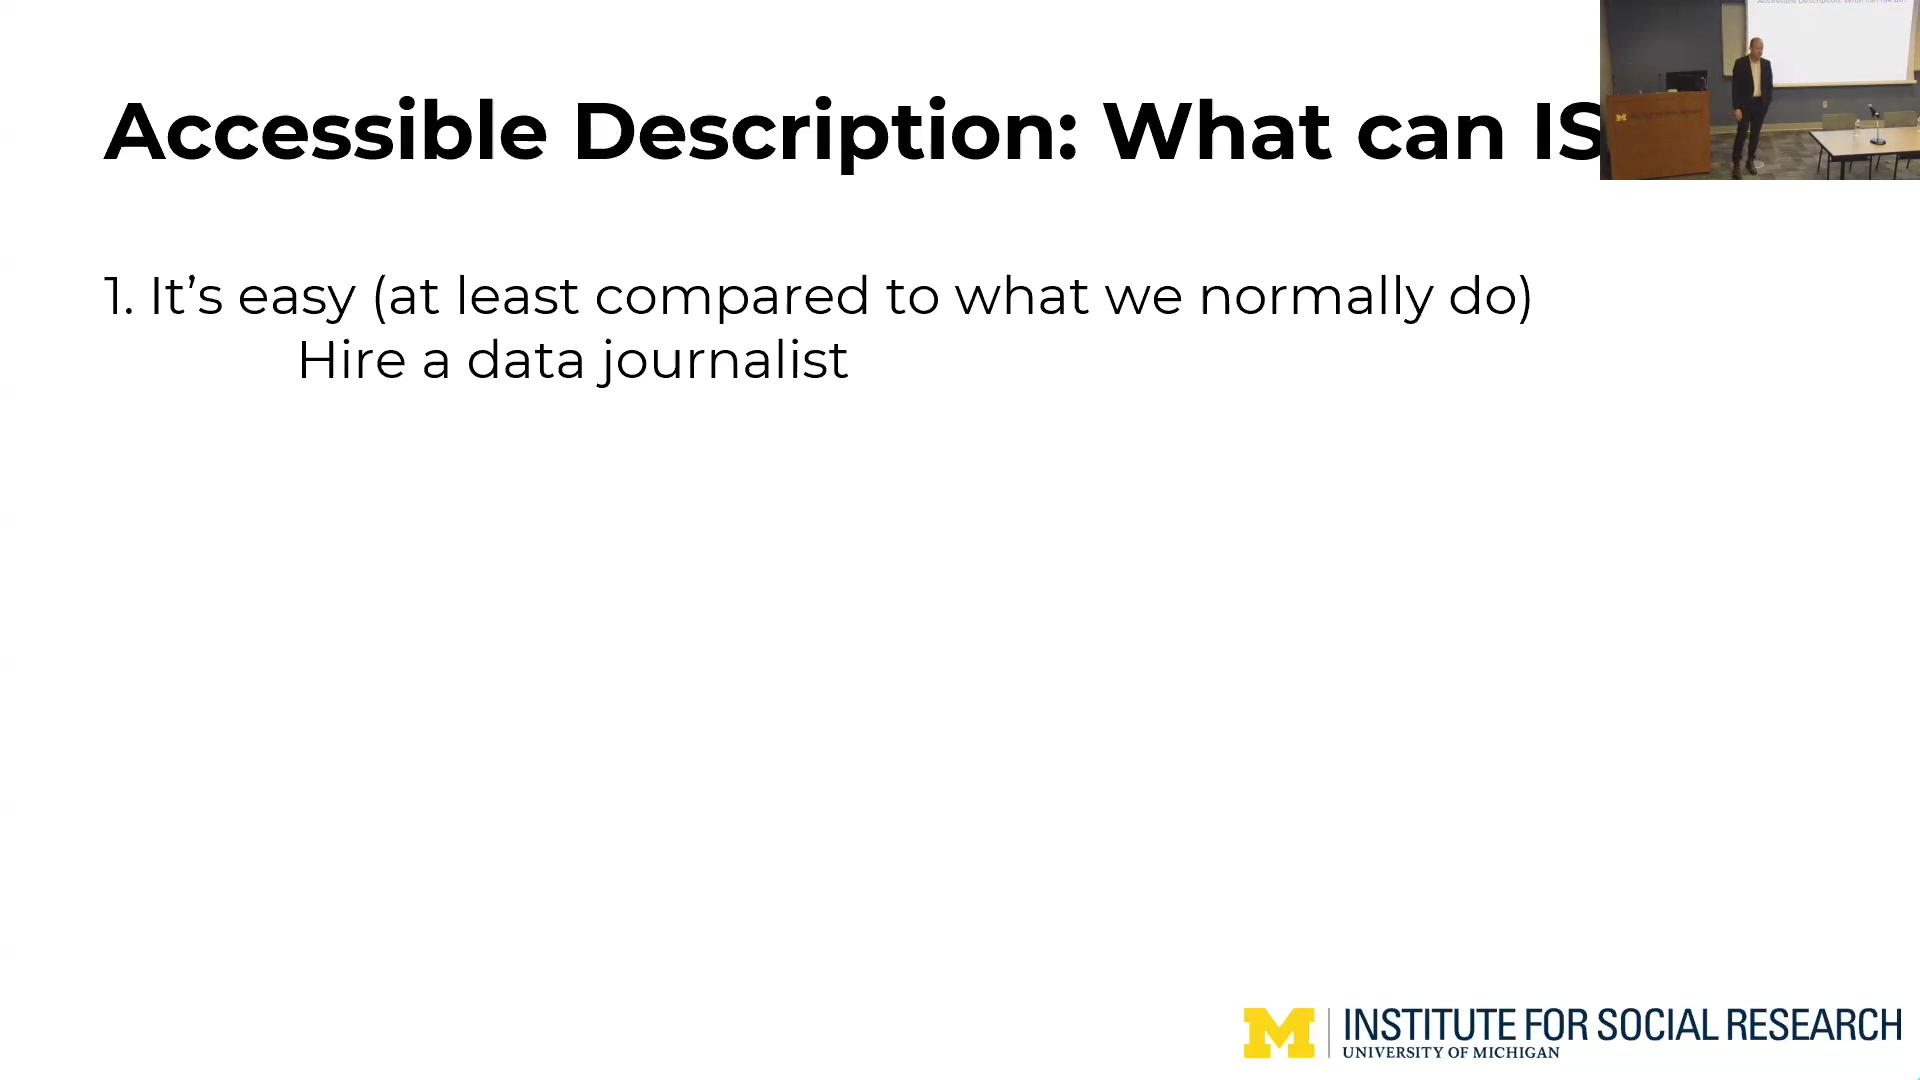 Accessible Description: What can IS
1. It’s easy (at least compared to what we normally do)
Hire a data journalist
M INSTITUTE FOR SOCIAL RESEARCH
UNIVERSITY OF MICHIGAN